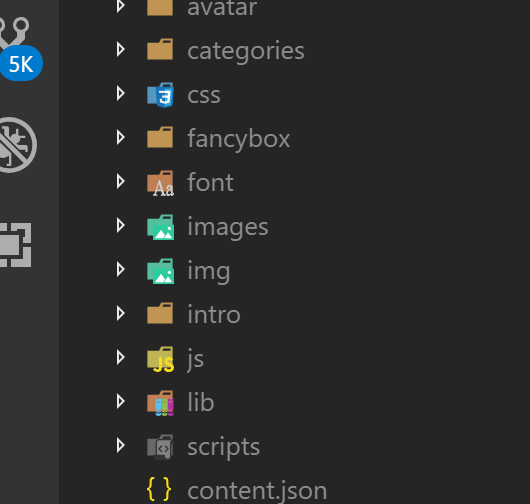 avatar
categories
5K
css
fancybox
Aa font
images
img
intro
JS js
lib
scripts
{ } content.json